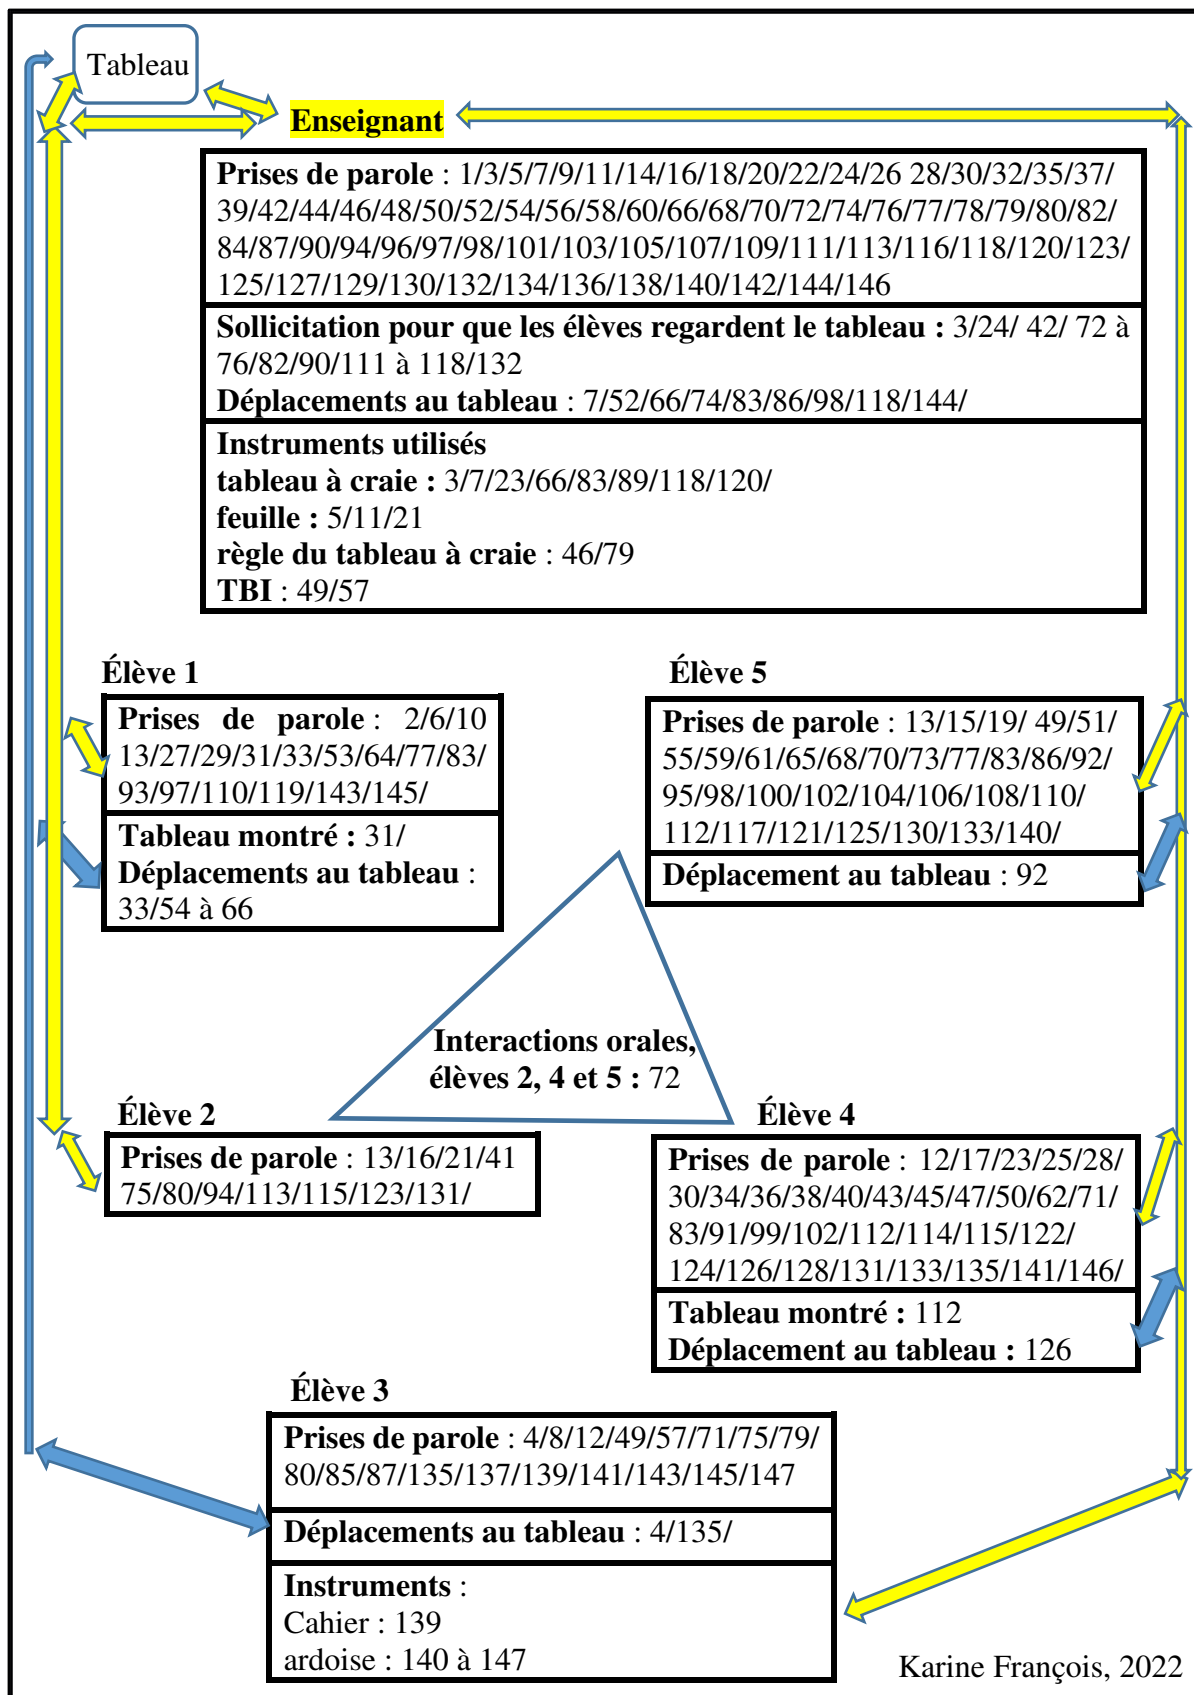 Tableau
Enseignant
Prises de parole : 1/3/5/7/9/11/14/16/18/20/22/24/26 28/30/32/35/37/
39/42/44/46/48/50/52/54/56/58/60/66/68/70/72/74/76/77/78/79/80/82/
84/87/90/94/96/97/98/101/103/105/107/109/111/113/116/118/120/123/
125/127/129/130/132/134/136/138/140/142/144/146
Sollicitation pour que les élèves regardent le tableau : 3/24/ 42/ 72 à
76/82/90/111 à 118/132
Déplacements au tableau : 7/52/66/74/83/86/98/118/144/
Instruments utilisés
tableau à craie : 3/7/23/66/83/89/118/120/
feuille : 5/11/21
règle du tableau à craie : 46/79
TBI : 49/57
Élève 1
Prises de parole : 2/6/10
13/27/29/31/33/53/64/77/83/
93/97/110/119/143/145/
Tableau montré : 31/
Déplacements au tableau :
33/54 à 66
Élève 5
Prises de parole : 13/15/19/ 49/51/
55/59/61/65/68/70/73/77/83/86/92/
95/98/100/102/104/106/108/110/
112/117/121/125/130/133/140/
Déplacement au tableau : 92
Interactions orales,
élèves 2, 4 et 5 : 72
Élève 2
Prises de parole : 13/16/21/41
75/80/94/113/115/123/131/
Élève 4
Prises de parole : 12/17/23/25/28/
30/34/36/38/40/43/45/47/50/62/71/
83/91/99/102/112/114/115/122/
124/126/128/131/133/135/141/146/
Tableau montré : 112
Déplacement au tableau : 126
Élève 3
Prises de parole : 4/8/12/49/57/71/75/79/
80/85/87/135/137/139/141/143/145/147
Déplacements au tableau : 4/135/
Instruments :
Cahier : 139
ardoise : 140 à 147
Karine François, 2022